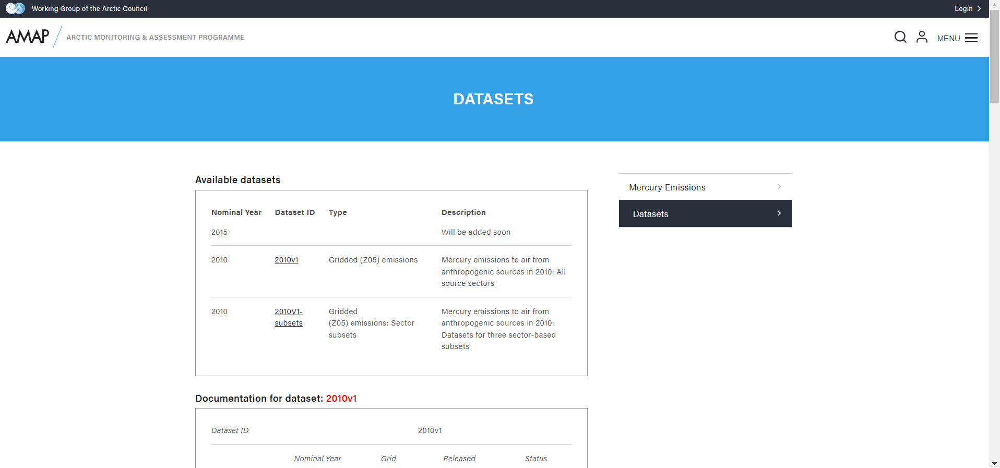 Working Group of the Arctic Council
Login
AMAP
ARCTIC MONITORING & ASSESSMENT PROGRAMME
MENU
DATASETS
Available datasets
Nominal Year Dataset ID Type Description
2015 Will be added soon
2010 2010v1 Gridded (Z05) emissions Mercury emissions to air from
anthropogenic sources in 2010: All
source sectors
2010 2010V1- Gridded Mercury emissions to air from
subsets (Z05) emissions: Sector anthropogenic sources in 2010:
subsets Datasets for three sector-based
subsets
Mercury Emissions
Datasets
Documentation for dataset: 2010v1
Dataset ID 2010v1
Nominal Year Grid Released Status